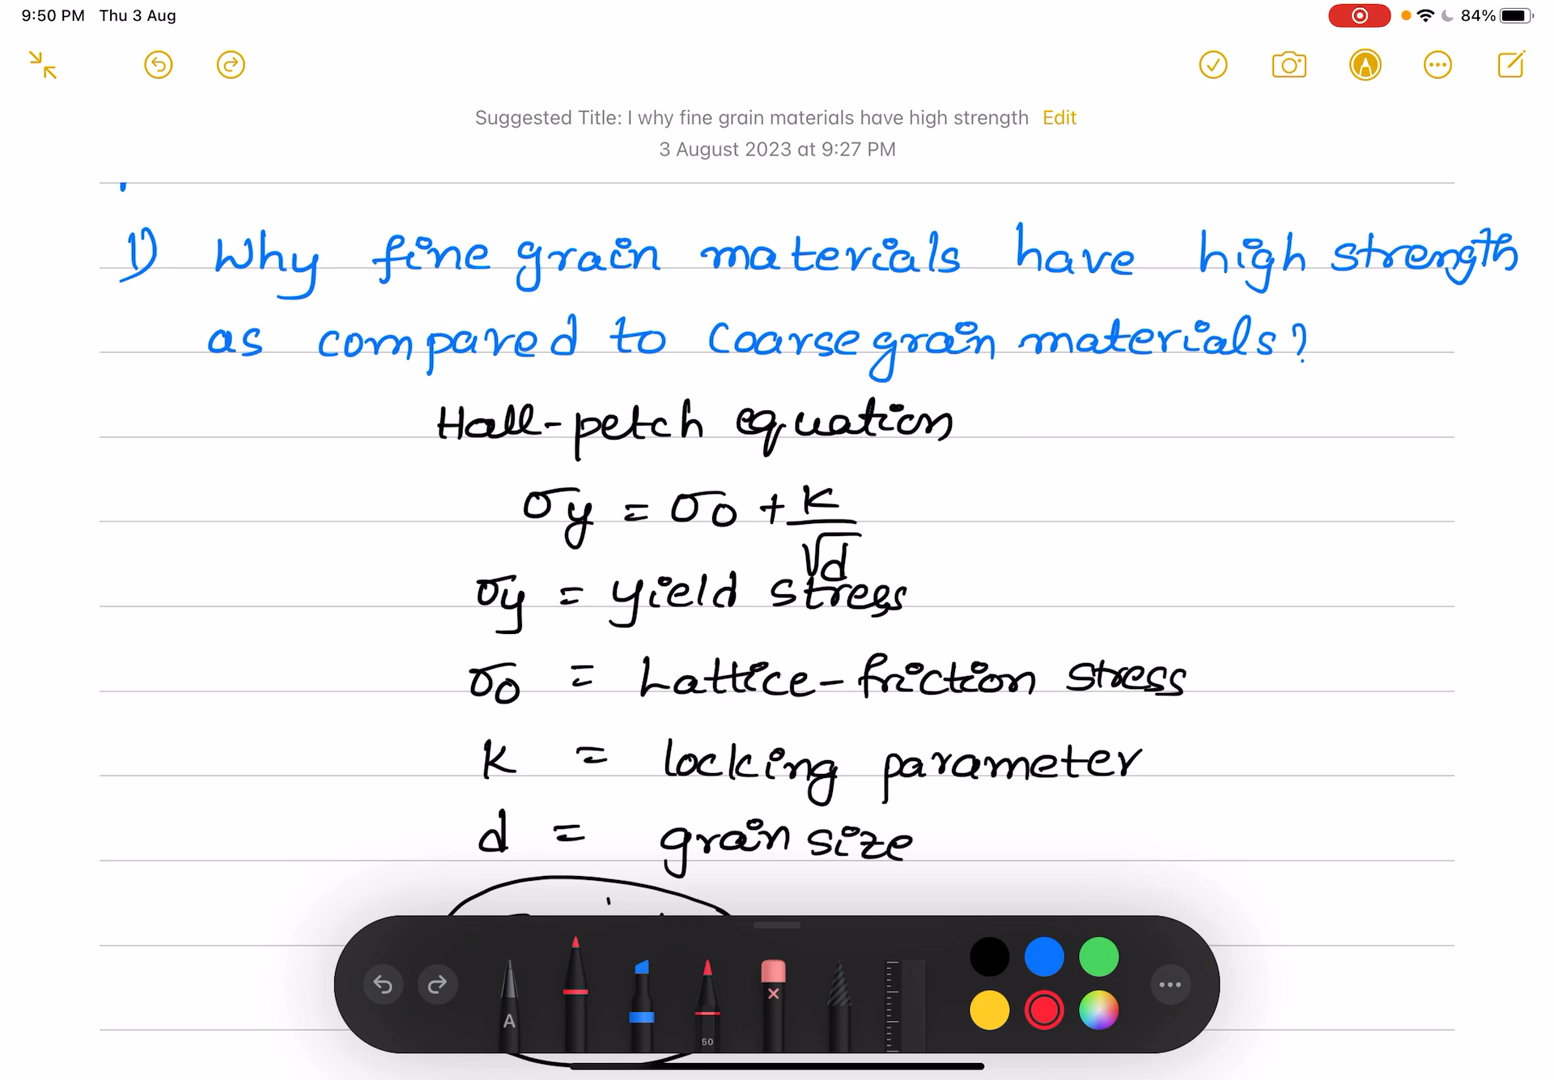 9:50 PM Thu 3 Aug
84%
Suggested Title: I why fine grain materials have high strength Edit
3 August 2023 at 9:27 PM
1) Why fine grain materials have high strength
as compared to coarse grain materials?
Hall-petch equation
σy = σo + K/√d
σy = yield stress
σo = Lattice-friction stress
K = locking parameter
d = grain size
A
50